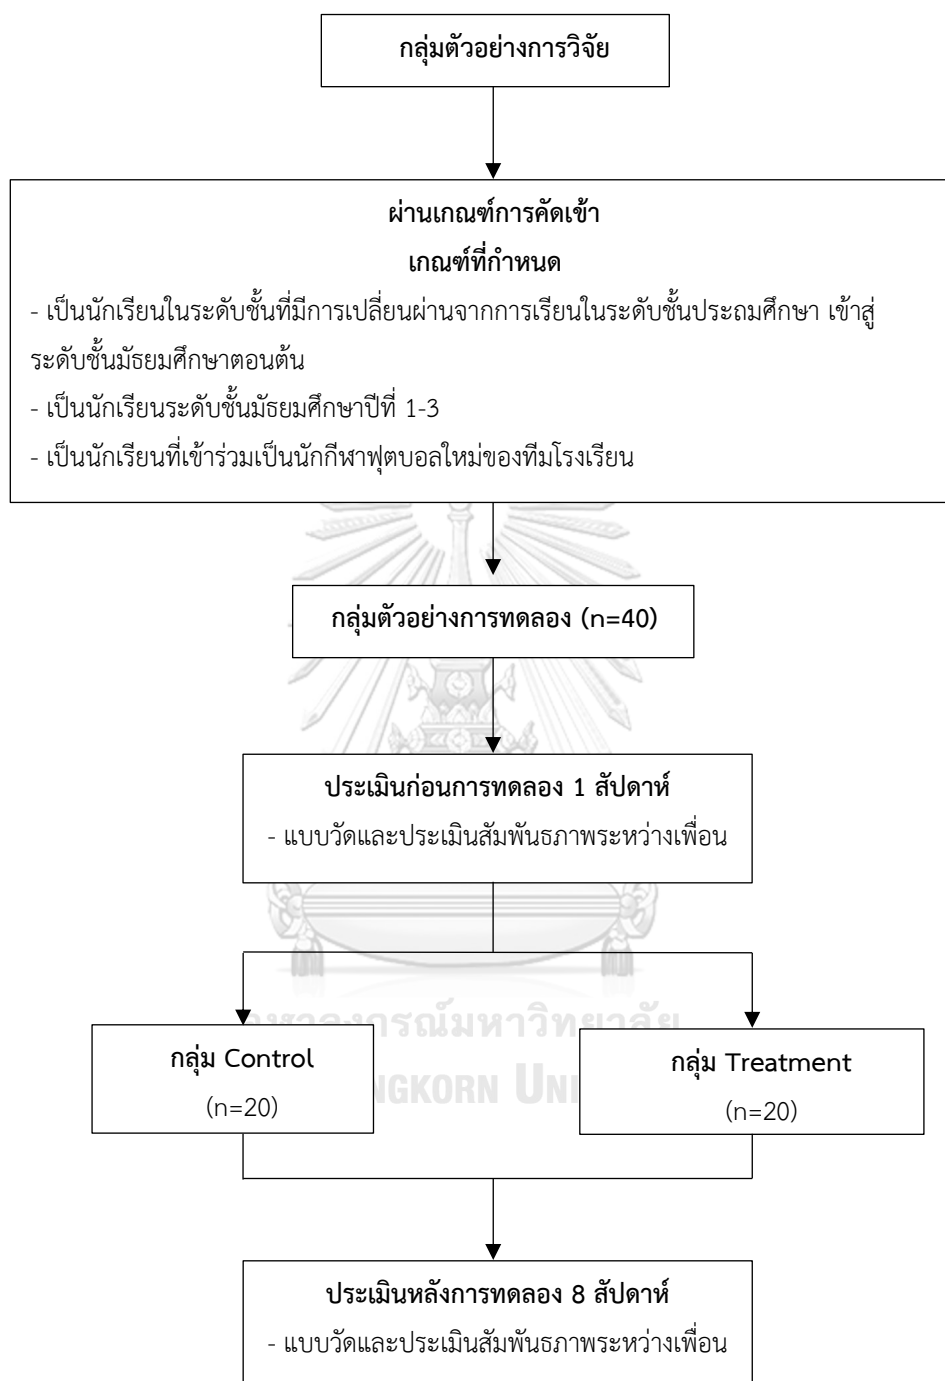 กลุ่มตัวอย่างการวิจัย
ผ่านเกณฑ์การคัดเข้า
เกณฑ์ที่กำหนด
- เป็นนักเรียนในระดับชั้นที่มีการเปลี่ยนผ่านจากการเรียนในระดับชั้นประถมศึกษา เข้าสู่
ระดับชั้นมัธยมศึกษาตอนต้น
- เป็นนักเรียนระดับชั้นมัธยมศึกษาปีที่ 1-3
- เป็นนักเรียนที่เข้าร่วมเป็นนักกีฬาฟุตบอลใหม่ของทีมโรงเรียน
กลุ่มตัวอย่างการทดลอง (n=40)
ประเมินก่อนการทดลอง 1 สัปดาห์
- แบบวัดและประเมินสัมพันธภาพระหว่างเพื่อน
กลุ่ม Control
(n=20)
กลุ่ม Treatment
(n=20)
ประเมินหลังการทดลอง 8 สัปดาห์
- แบบวัดและประเมินสัมพันธภาพระหว่างเพื่อน